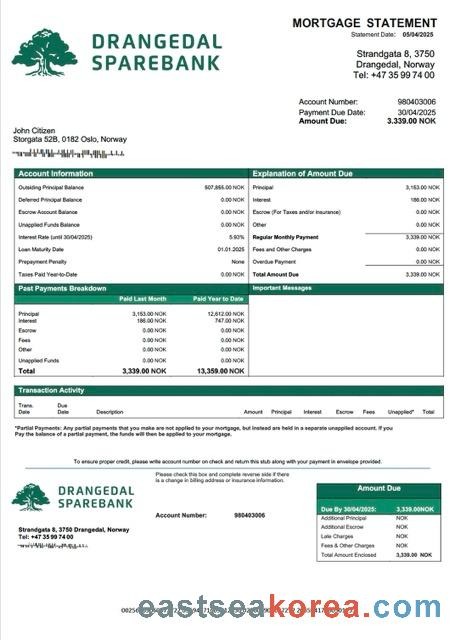 DRANGEDAL
SPAREBANK
MORTGAGE STATEMENT
Statement Date: 05/04/2025
Strandgata 8, 3750
Drangedal, Norway
Tel: +47 35 99 74 00
Account Number: 980403006
Payment Due Date: 30/04/2025
Amount Due: 3.339.00 NOK
John Citizen
Storgata 52B, 0182 Oslo, Norway
Account Information
Outsiding Principal Balance 507,855.00 NOK
Deferred Principal Balance 0.00 NOK
Escrow Account Balance 0.00 NOK
Unapplied Funds Balance 0.00 NOK
Interest Rate (until 30/04/2025) 5.93%
Loan Maturity Date 01.01.2025
Prepayment Penalty None
Taxes Paid Year-to-Date 0.00 NOK
Explanation of Amount Due
Principal 3,153.00 NOK
Interest 186.00 NOK
Escrow (For Taxes and/or insurance) 0.00 NOK
Other 0.00 NOK
Regular Monthly Payment 3,339.00 NOK
Fees and Other Charges 0.00 NOK
Overdue Payment 0.00 NOK
Total Amount Due 3,339.00 NOK
Past Payments Breakdown
Paid Last Month Paid Year to Date
Principal 3,153.00 NOK 12,612.00 NOK
Interest 186.00 NOK 747.00 NOK
Escrow 0.00 NOK 0.00 NOK
Fees 0.00 NOK 0.00 NOK
Other 0.00 NOK 0.00 NOK
Unapplied Funds 0.00 NOK 0.00 NOK
Total 3,339.00 NOK 13,359.00 NOK
Important Messages
Transaction Activity
Trans. Date Due Date Description Amount Principal Interest Escrow Fees Unapplied* Total
*Partial Payments: Any partial payments that you make are not applied to your mortgage, but instead are held in a separate unapplied account. If you
Pay the balance of a partial payment, the funds will then be applied to your mortgage.
To ensure proper credit, please write account number on check and return this stub along with your payment in envelope provided.
DRANGEDAL
SPAREBANK
Please check this box and complete reverse side if there
is a change in billing address or insurance information.
Account Number: 980403006
Strandgata 8, 3750 Drangedal, Norway
Tel: +47 35 99 74 00
Amount Due
Due By 30/04/2025: 3,339.00NOK
Additional Principal NOK
Additional Escrow NOK
Late Charges NOK
Fees & Other Charges NOK
Total Amount Enclosed 3,339.00 NOK
eastseakorea.com